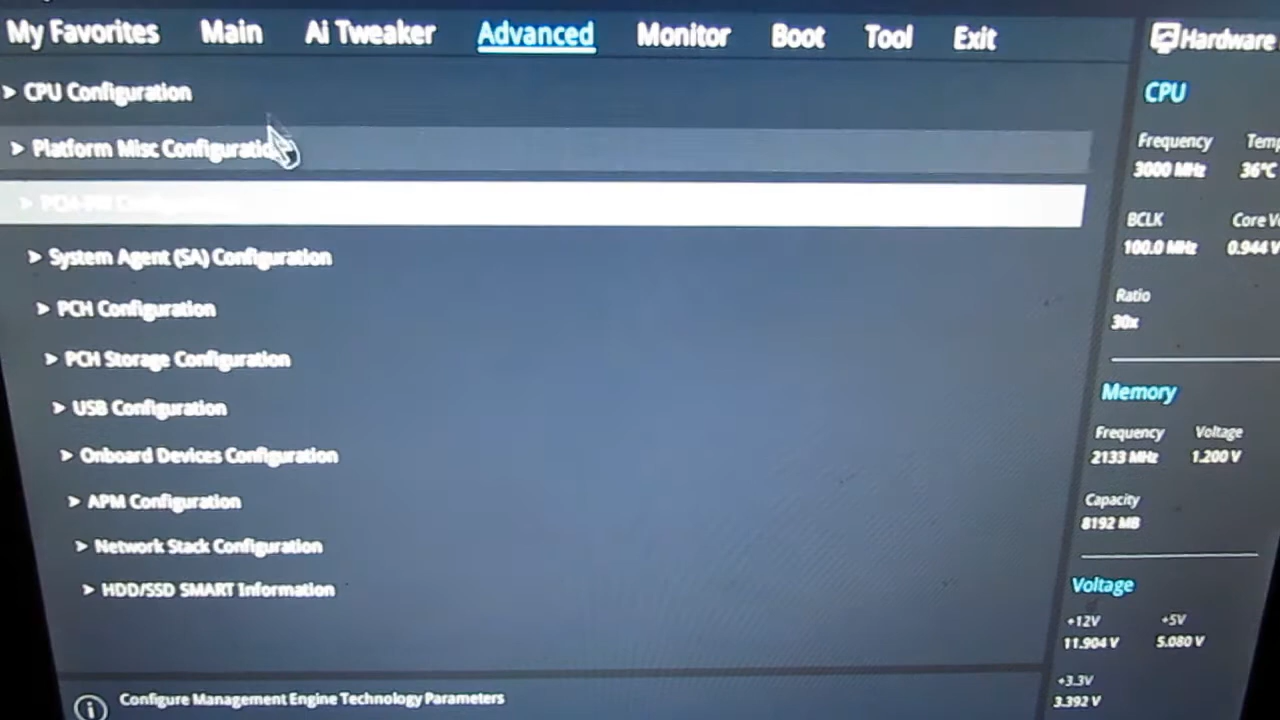 My Favorites Main Ai Tweaker Advanced Monitor Boot Tool Exit
Hardware
> CPU Configuration
> Platform Misc Configuration
>
> System Agent (SA) Configuration
> PCH Configuration
> PCH Storage Configuration
> USB Configuration
> Onboard Devices Configuration
> APM Configuration
> Network Stack Configuration
> HDD/SSD SMART Information
Configure Management Engine Technology Parameters
CPU
Frequency Temp
3000 MHz 36°C
BCLK Core
100.0 MHz 0.944 V
Ratio
30x
Memory
Frequency Voltage
2133 MHz 1.200 V
Capacity
8192 MB
Voltage
+12V +5V
11.904 V 5.080 V
+3.3V
3.392 V